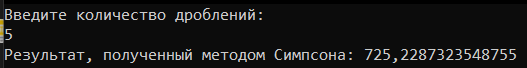 Введите количество дроблений:
5
Результат, полученный методом Симпсона: 725,2287323548755